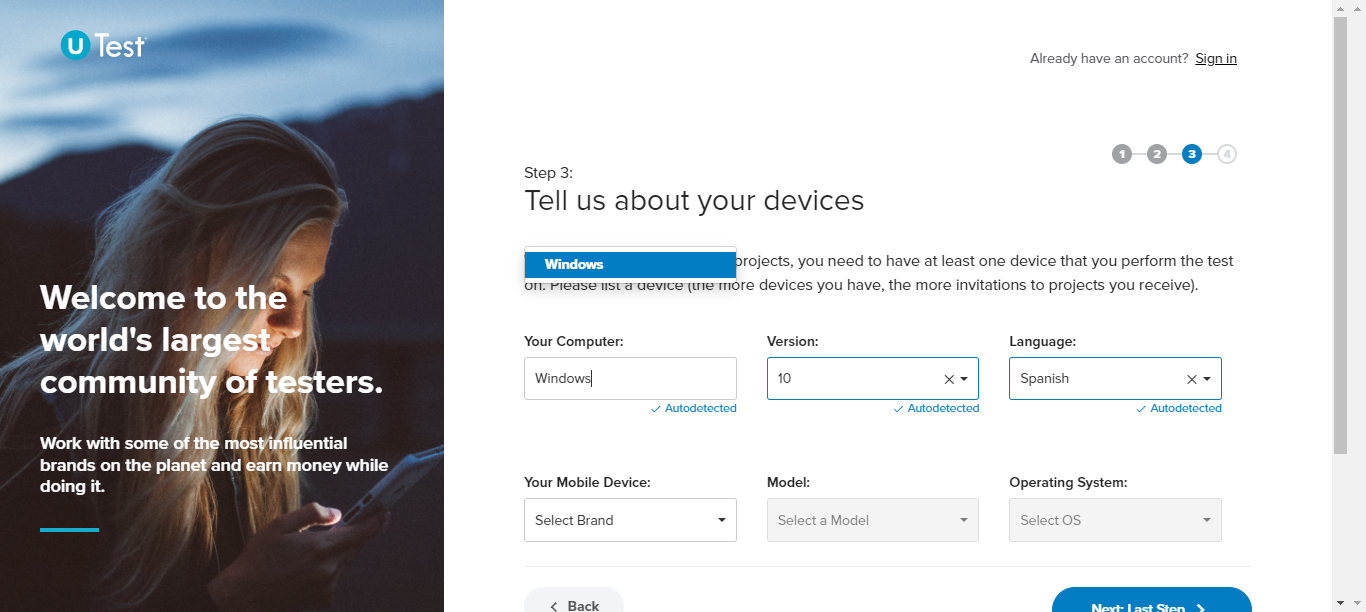 U Test
Already have an account? Sign in
1 2 3 4
Step 3:
Tell us about your devices
Windows
projects, you need to have at least one device that you perform the test
on. Please list a device (the more devices you have, the more invitations to projects you receive).
Welcome to the
world's largest
community of testers.
Work with some of the most influential
brands on the planet and earn money while
doing it.
Your Computer: Version: Language:
Windows 10 Spanish
Autodetected Autodetected Autodetected
Your Mobile Device: Model: Operating System:
Select Brand Select a Model Select OS
Back Next: Last Step